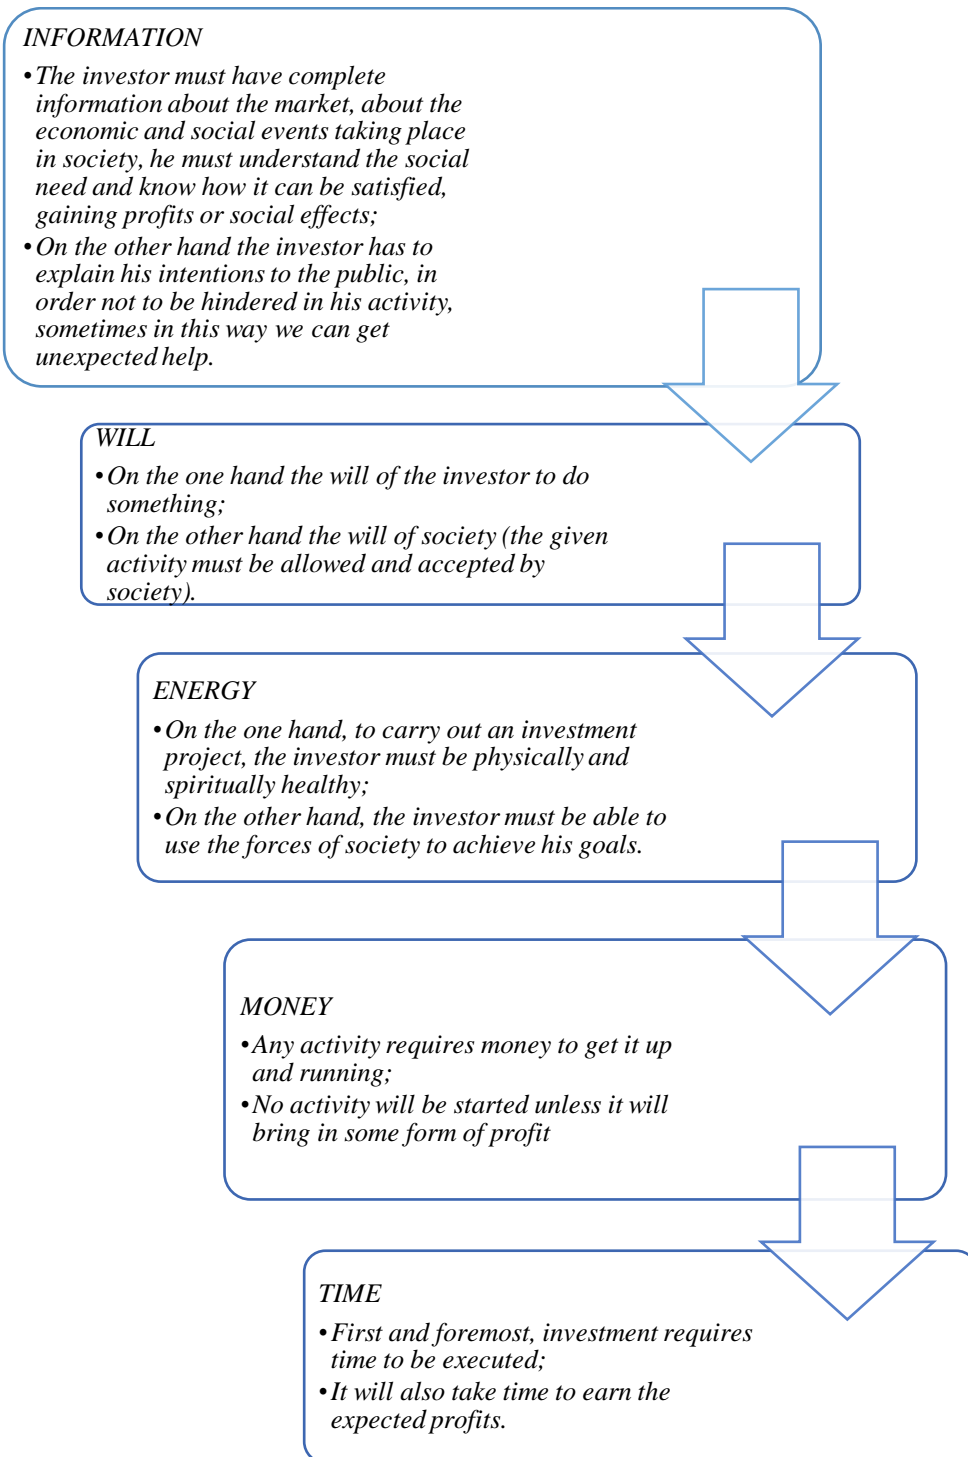 INFORMATION
•The investor must have complete
information about the market, about the
economic and social events taking place
in society, he must understand the social
need and know how it can be satisfied,
gaining profits or social effects;
•On the other hand the investor has to
explain his intentions to the public, in
order not to be hindered in his activity,
sometimes in this way we can get
unexpected help.
WILL
•On the one hand the will of the investor to do
something;
•On the other hand the will of society (the given
activity must be allowed and accepted by
society).
ENERGY
•On the one hand, to carry out an investment
project, the investor must be physically and
spiritually healthy;
•On the other hand, the investor must be able to
use the forces of society to achieve his goals.
MONEY
•Any activity requires money to get it up
and running;
•No activity will be started unless it will
bring in some form of profit
TIME
•First and foremost, investment requires
time to be executed;
•It will also take time to earn the
expected profits.